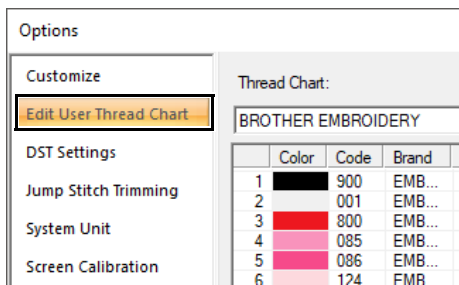 Options
Customize
Edit User Thread Chart
DST Settings
Jump Stitch Trimming
System Unit
Screen Calibration
Thread Chart:
BROTHER EMBROIDERY
Color Code Brand
1 900 EMB...
2 001 EMB...
3 800 EMB...
4 085 EMB...
5 086 EMB...
6 124 EMB